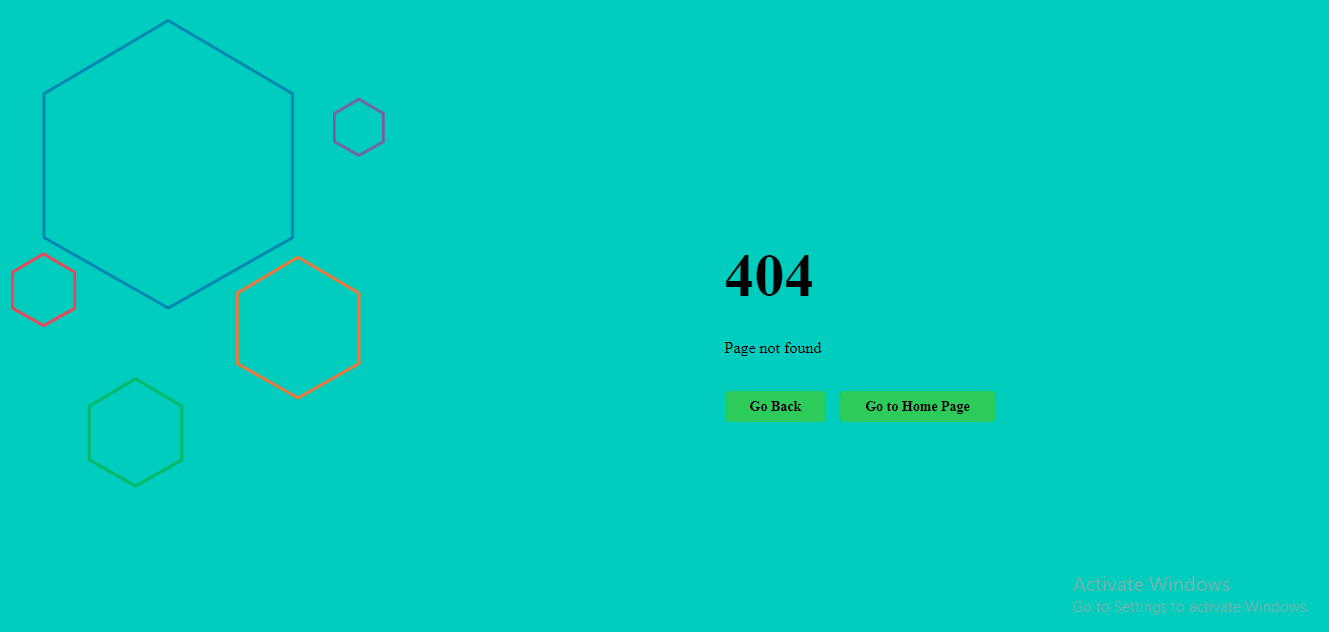 404
Page not found
Go Back
Go to Home Page
Activate Windows
Go to Settings to activate Windows.